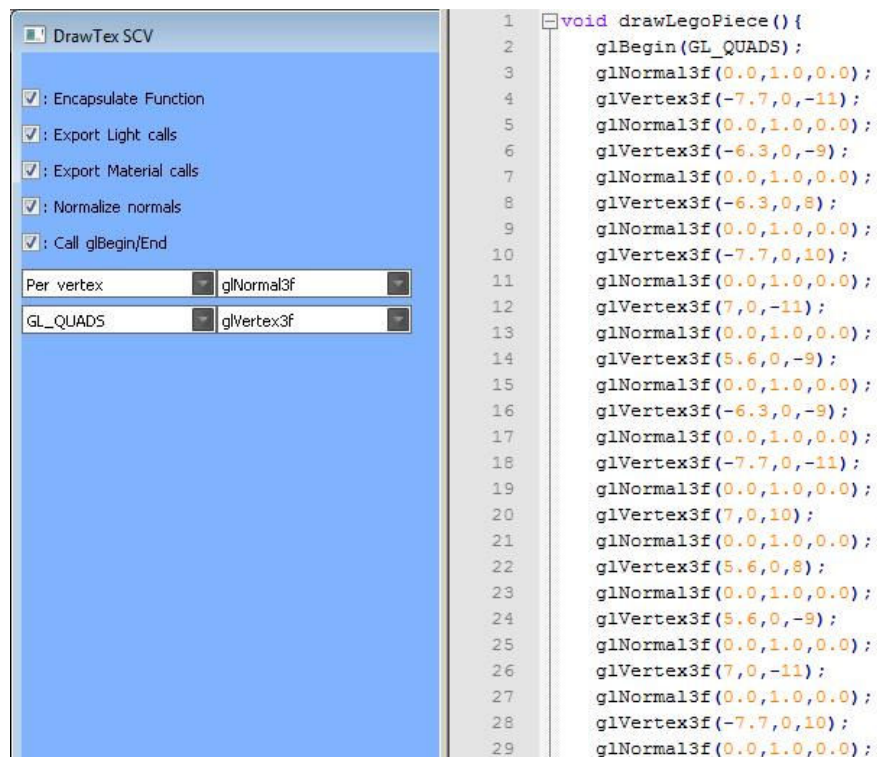 DrawTex SCV
: Encapsulate Function
: Export Light calls
: Export Material calls
: Normalize normals
: Call glBegin/End
Per vertex glNormal3f
GL_QUADS glVertex3f
1 void drawLegoPiece(){
2 glBegin(GL_QUADS);
3 glNormal3f(0.0,1.0,0.0);
4 glVertex3f(-7.7,0,-11);
5 glNormal3f(0.0,1.0,0.0);
6 glVertex3f(-6.3,0,-9);
7 glNormal3f(0.0,1.0,0.0);
8 glVertex3f(-6.3,0,8);
9 glNormal3f(0.0,1.0,0.0);
10 glVertex3f(-7.7,0,10);
11 glNormal3f(0.0,1.0,0.0);
12 glVertex3f(7,0,-11);
13 glNormal3f(0.0,1.0,0.0);
14 glVertex3f(5.6,0,-9);
15 glNormal3f(0.0,1.0,0.0);
16 glVertex3f(-6.3,0,-9);
17 glNormal3f(0.0,1.0,0.0);
18 glVertex3f(-7.7,0,-11);
19 glNormal3f(0.0,1.0,0.0);
20 glVertex3f(7,0,10);
21 glNormal3f(0.0,1.0,0.0);
22 glVertex3f(5.6,0,8);
23 glNormal3f(0.0,1.0,0.0);
24 glVertex3f(5.6,0,-9);
25 glNormal3f(0.0,1.0,0.0);
26 glVertex3f(7,0,-11);
27 glNormal3f(0.0,1.0,0.0);
28 glVertex3f(-7.7,0,10);
29 glNormal3f(0.0,1.0,0.0);